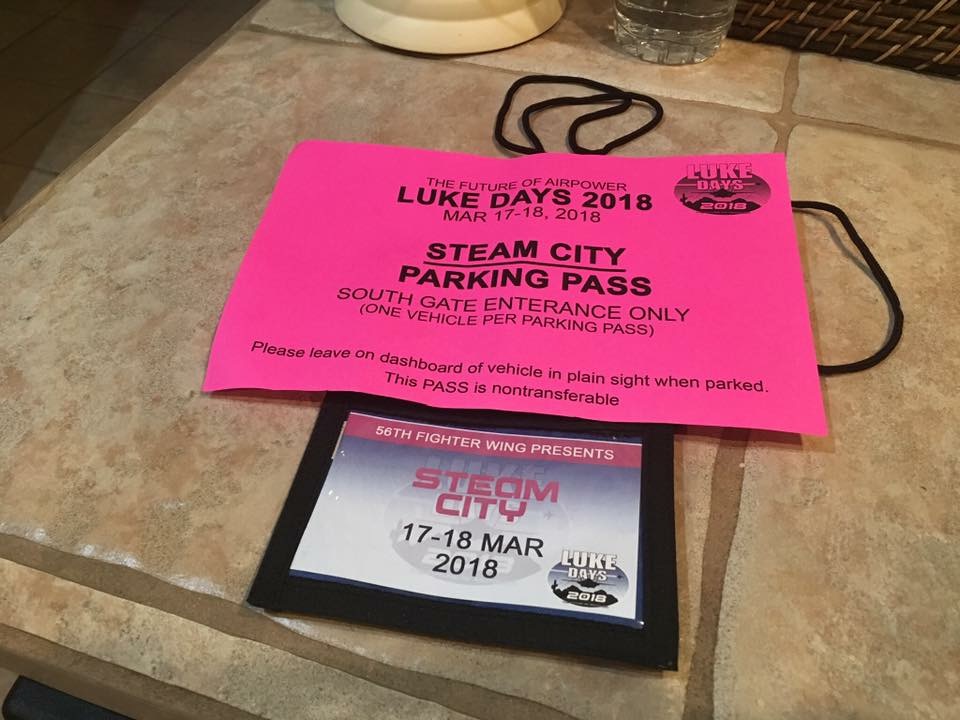 THE FUTURE OF AIRPOWER
LUKE DAYS 2018
MAR 17-18, 2018
LUKE
DAYS
2018
STEAM CITY
PARKING PASS
SOUTH GATE ENTERANCE ONLY
(ONE VEHICLE PER PARKING PASS)
Please leave on dashboard of vehicle in plain sight when parked.
This PASS is nontransferable
56TH FIGHTER WING PRESENTS
STEAM
CITY
17-18 MAR
2018
LUKE
DAYS
2018